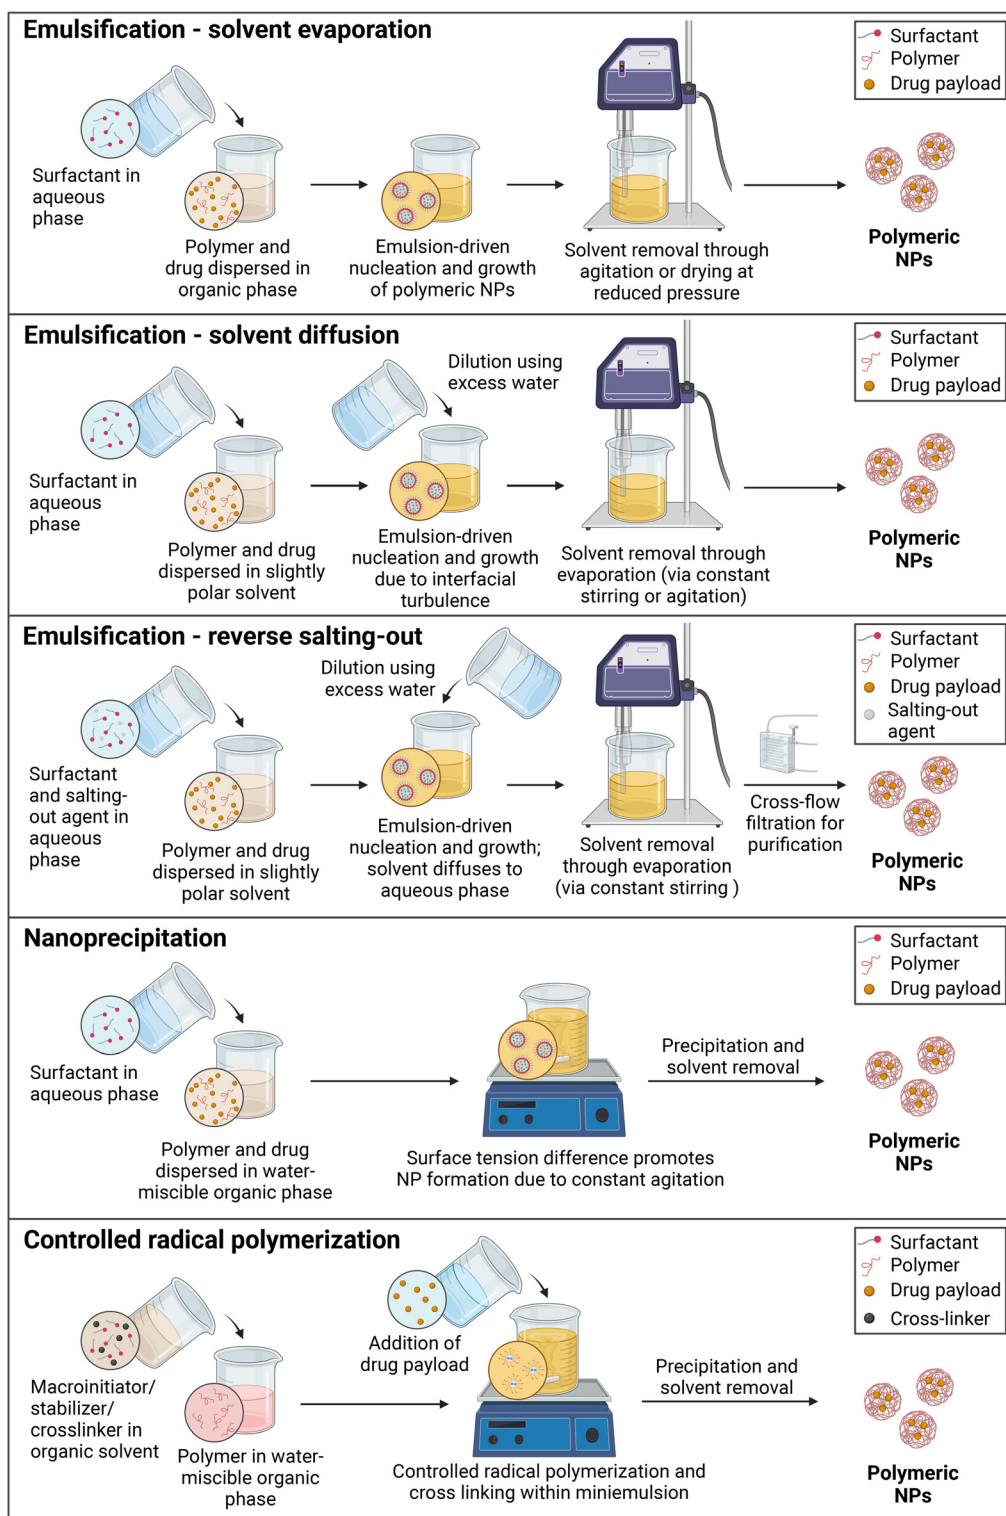 Emulsification - solvent evaporation
Surfactant
Polymer
Drug payload
Surfactant in
aqueous
phase
Polymer and
drug dispersed in
organic phase
Emulsion-driven
nucleation and growth
of polymeric NPs
Solvent removal through
agitation or drying at
reduced pressure
Polymeric
NPs
Emulsification - solvent diffusion
Surfactant
Polymer
Drug payload
Dilution using
excess water
Surfactant in
aqueous
phase
Polymer and drug
dispersed in slightly
polar solvent
Emulsion-driven
nucleation and growth
due to interfacial
turbulence
Solvent removal through
evaporation (via constant
stirring or agitation)
Polymeric
NPs
Emulsification - reverse salting-out
Surfactant
Polymer
Drug payload
Salting-out
agent
Dilution using
excess water
Surfactant
and salting-
out agent in
aqueous
phase
Polymer and drug
dispersed in slightly
polar solvent
Emulsion-driven
nucleation and growth;
solvent diffuses to
aqueous phase
Solvent removal
through evaporation
(via constant stirring )
Cross-flow
filtration for
purification
Polymeric
NPs
Nanoprecipitation
Surfactant
Polymer
Drug payload
Surfactant in
aqueous phase
Polymer and drug
dispersed in water-
miscible organic phase
Surface tension difference promotes
NP formation due to constant agitation
Precipitation and
solvent removal
Polymeric
NPs
Controlled radical polymerization
Surfactant
Polymer
Drug payload
Cross-linker
Macroinitiator/
stabilizer/
crosslinker in
organic solvent
Polymer in water-
miscible organic
phase
Addition of
drug payload
Controlled radical polymerization and
cross linking within miniemulsion
Precipitation and
solvent removal
Polymeric
NPs